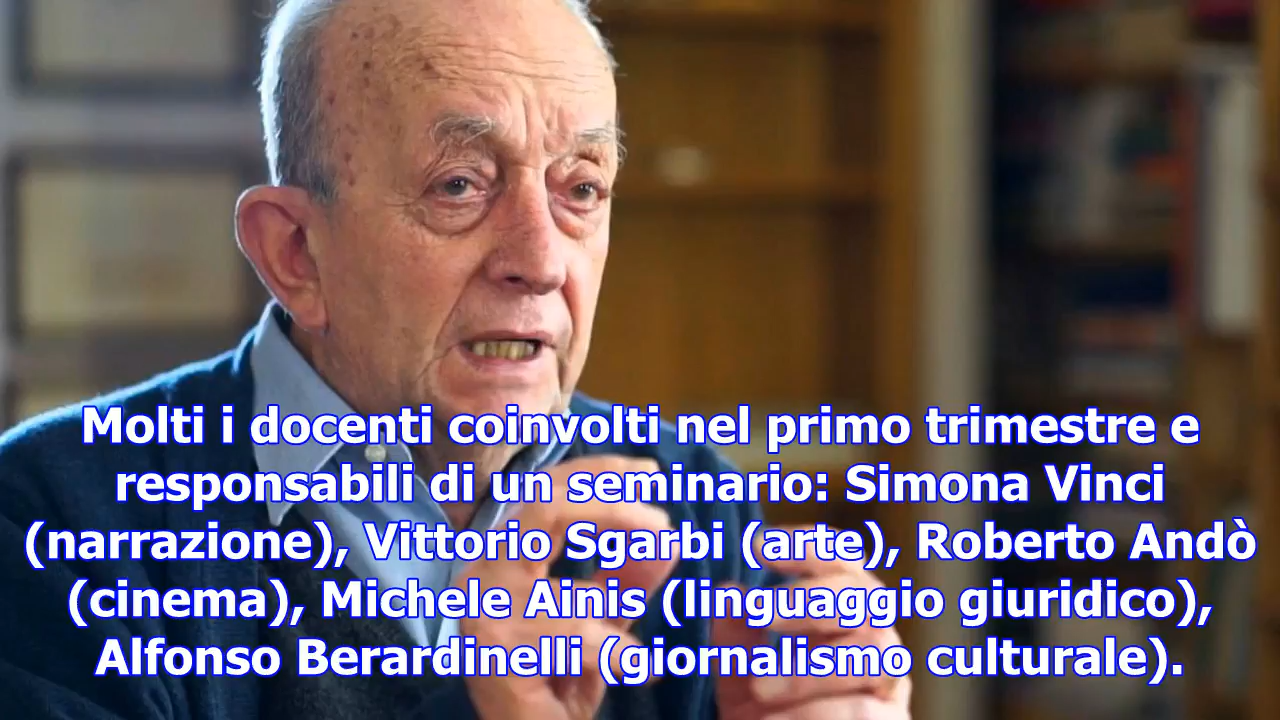 Molti i docenti coinvolti nel primo trimestre e
responsabili di un seminario: Simona Vinci
(narrazione), Vittorio Sgarbi (arte), Roberto Andò
(cinema), Michele Ainis (linguaggio giuridico),
Alfonso Berardinelli (giornalismo culturale).